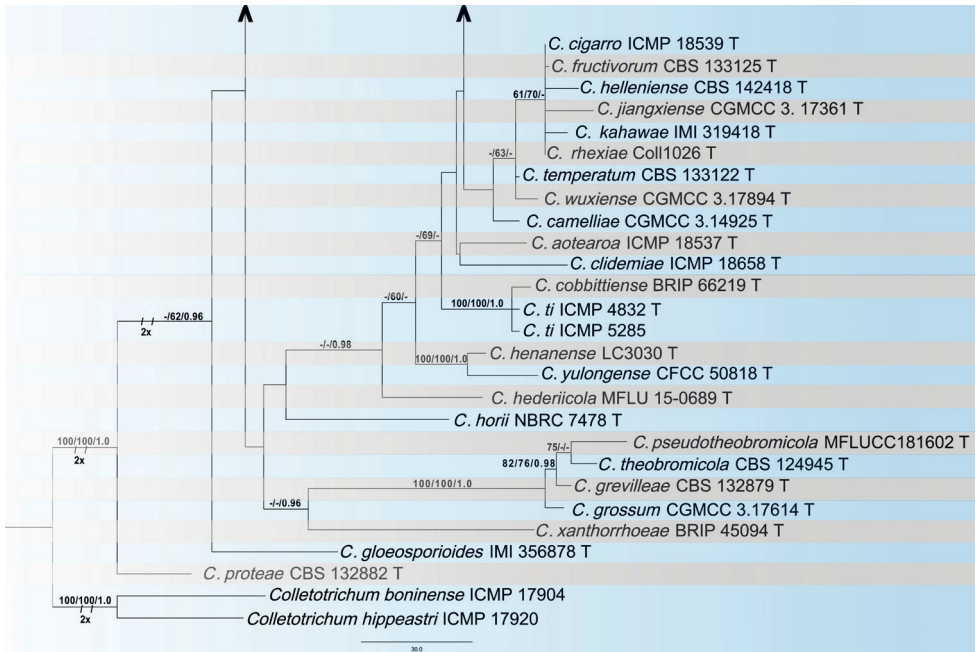 C. cigarro ICMP 18539 T
C. fructivorum CBS 133125 T
C. helleniense CBS 142418 T
61/70/-
C. jiangxiense CGMCC 3. 17361 T
C. kahawae IMI 319418 T
C. rhexiae Coll1026 T
-/63/-
C. temperatum CBS 133122 T
C. wuxiense CGMCC 3.17894 T
C. camelliae CGMCC 3.14925 T
-/69/-
C. aotearoa ICMP 18537 T
C. clidemiae ICMP 18658 T
C. cobbittiense BRIP 66219 T
-/60/-
100/100/1.0
C. ti ICMP 4832 T
-/62/0.96
2x
C. ti ICMP 5285
-/-/0.98
C. henanense LC3030 T
100/100/1.0
C. yulongense CFCC 50818 T
C. hederiicola MFLU 15-0689 T
C. horii NBRC 7478 T
100/100/1.0
2x
75/-/-
C. pseudotheobromicola MFLUCC181602 T
82/76/0.98
C. theobromicola CBS 124945 T
100/100/1.0
C. grevilleae CBS 132879 T
-/-/0.96
C. grossum CGMCC 3.17614 T
C. xanthorrhoeae BRIP 45094 T
C. gloeosporioides IMI 356878 T
C. proteae CBS 132882 T
100/100/1.0
2x
Colletotrichum boninense ICMP 17904
Colletotrichum hippeastri ICMP 17920
30.0